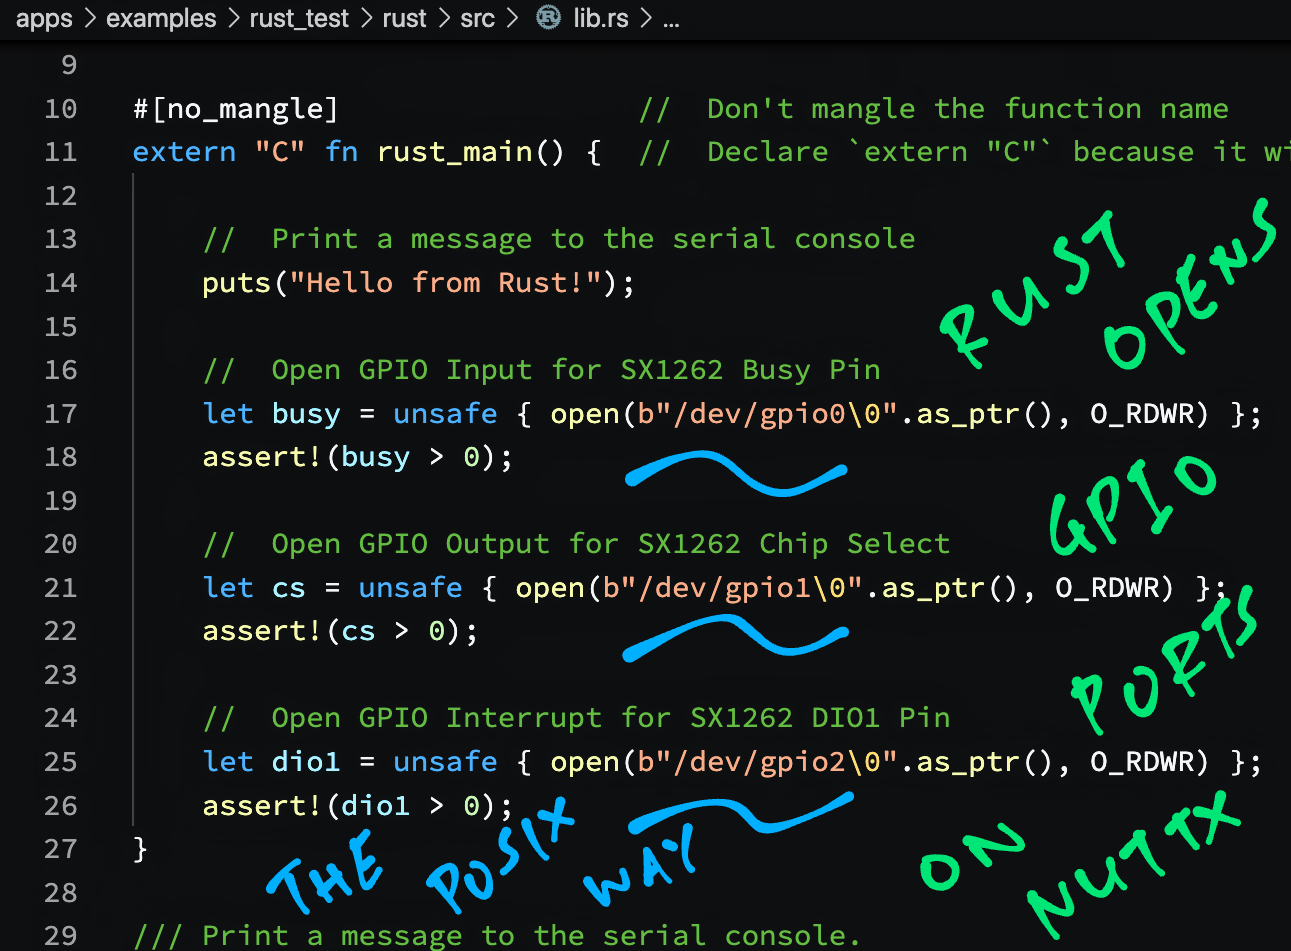 apps > examples > rust_test > rust > src > lib.rs > ...
9
10 #[no_mangle] // Don't mangle the function name
11 extern "C" fn rust_main() { // Declare `extern "C"` because it wi
12
13 // Print a message to the serial console
14 puts("Hello from Rust!");
15
16 // Open GPIO Input for SX1262 Busy Pin
17 let busy = unsafe { open(b"/dev/gpio0\0".as_ptr(), O_RDWR) };
18 assert!(busy > 0);
19
20 // Open GPIO Output for SX1262 Chip Select
21 let cs = unsafe { open(b"/dev/gpio1\0".as_ptr(), O_RDWR) };
22 assert!(cs > 0);
23
24 // Open GPIO Interrupt for SX1262 DIO1 Pin
25 let dio1 = unsafe { open(b"/dev/gpio2\0".as_ptr(), O_RDWR) };
26 assert!(dio1 > 0);
27 }
28
29 /// Print a message to the serial console.
RUST
OPENS
GPIO
PORTS
ON
NUTTX
THE POSIX WAY